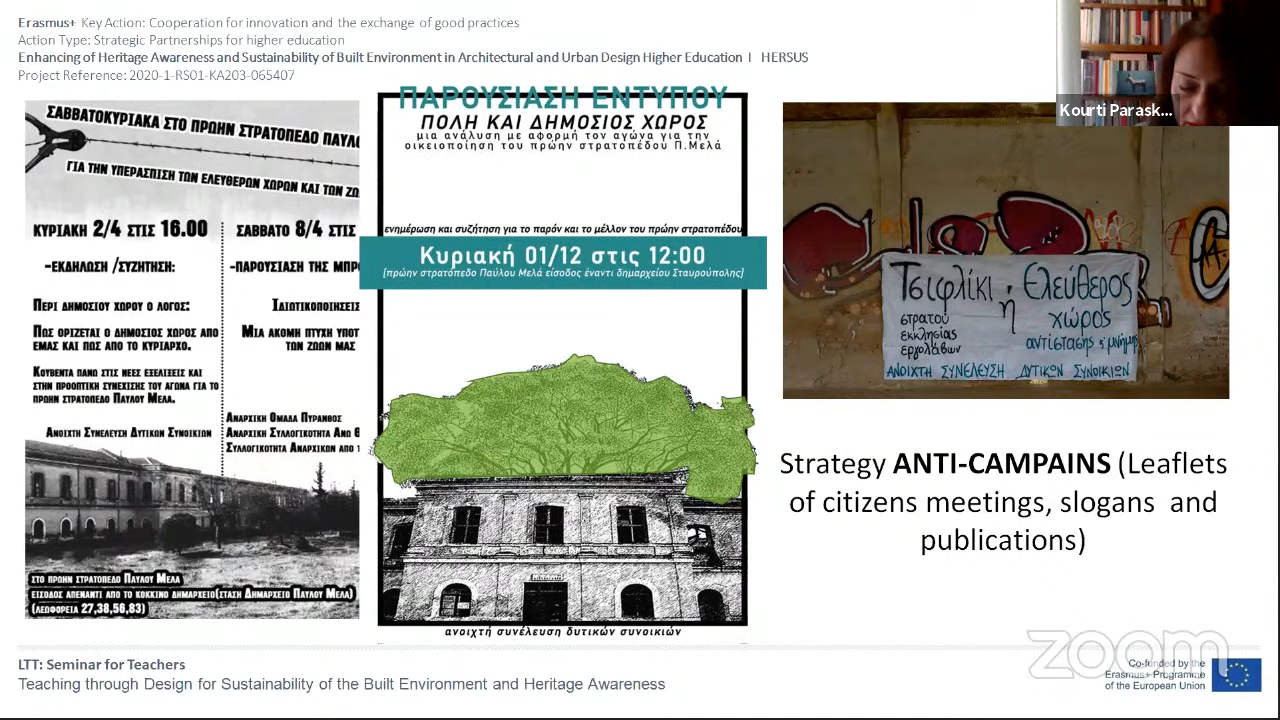 Erasmus+ Key Action: Cooperation for innovation and the exchange of good practices
Action Type: Strategic Partnerships for higher education
Enhancing of Heritage Awareness and Sustainability of Built Environment in Architectural and Urban Design Higher Education I HERSUS
Project Reference: 2020-1-RS01-KA203-065407
Kourti Parask...
ΣΑΒΒΑΤΟΚΥΡΙΑΚΑ ΣΤΟ ΠΡΩΗΝ ΣΤΡΑΤΟΠΕΔΟ ΠΑΥΛΟ
ΓΙΑ ΤΗΝ ΥΠΕΡΑΣΠΙΣΗ ΤΩΝ ΕΛΕΥΘΕΡΩΝ ΧΩΡΩΝ ΚΑΙ ΤΩΝ ΖΩ
ΚΥΡΙΑΚΗ 2/4 ΣΤΙΣ 16.00
-ΕΚΔΗΛΩΣΗ /ΣΥΖΗΤΗΣΗ:
ΠΕΡΙ ΔΗΜΟΣΙΟΥ ΧΩΡΟΥ Ο ΛΟΓΟΣ:
ΠΩΣ ΟΡΙΖΕΤΑΙ Ο ΔΗΜΟΣΙΟΣ ΧΩΡΟΣ ΑΠΟ
ΕΜΑΣ ΚΑΙ ΠΩΣ ΑΠΟ ΤΟ ΚΥΡΙΑΡΧΟ.
ΚΟΥΒΕΝΤΑ ΠΑΝΩ ΣΤΙΣ ΝΕΕΣ ΕΞΕΛΙΞΕΙΣ ΚΑΙ
ΣΤΗΝ ΠΡΟΟΠΤΙΚΗ ΣΥΝΕΧΙΣΗΣ ΤΟΥ ΑΓΩΝΑ ΓΙΑ ΤΟ
ΠΡΩΗΝ ΣΤΡΑΤΟΠΕΔΟ ΠΑΥΛΟΥ ΜΕΛΑ.
ΑΝΟΙΧΤΗ ΣΥΝΕΛΕΥΣΗ ΔΥΤΙΚΩΝ ΣΥΝΟΙΚΙΩΝ
ΣΑΒΒΑΤΟ 8/4 ΣΤΙΣ
-ΠΑΡΟΥΣΙΑΣΗ ΤΗΣ ΜΠΡΟ
ΙΔΙΩΤΙΚΟΠΟΙΗΣΕΙΣ
ΜΙΑ ΑΚΟΜΗ ΠΤΥΧΗ ΥΠΟΤ
ΤΩΝ ΖΩΩΝ ΜΑΣ
ΑΝΑΡΧΙΚΗ ΟΜΑΔΑ ΠΥΡΑΝΘΟΣ
ΑΝΑΡΧΙΚΗ ΣΥΛΛΟΓΙΚΟΤΗΤΑ ΑΝΩ Θ
ΣΥΛΛΟΓΙΚΟΤΗΤΑ ΑΝΑΡΧΙΚΩΝ ΑΠΟ
ΣΤΟ ΠΡΩΗΝ ΣΤΡΑΤΟΠΕΔΟ ΠΑΥΛΟΥ ΜΕΛΑ
ΕΙΣΟΔΟΣ ΑΠΕΝΑΝΤΙ ΑΠΟ ΤΟ ΚΟΚΚΙΝΟ ΔΗΜΑΡΧΕΙΟ(ΣΤΑΣΗ ΔΗΜΑΡΧΕΙΟ ΠΑΥΛΟΥ ΜΕΛΑ)
(ΛΕΩΦΟΡΕΙΑ 27,38,56,83)
ΠΑΡΟΥΣΙΑΣΗ ΕΝΤΥΠΟΥ
ΠΟΛΗ ΚΑΙ ΔΗΜΟΣΙΟΣ ΧΩΡΟΣ
μια ανάλυση με αφορμή τον αγώνα για την
οικειοποίηση του πρώην στρατοπέδου Π.Μελά
ενημέρωση και συζήτηση για το παρόν και το μέλλον του πρώην στρατοπέδου
Κυριακή 01/12 στις 12:00
[πρώην στρατόπεδο Παύλου Μελά είσοδος έναντι δημαρχείου Σταυρούπολης]
ανοιχτή συνέλευση δυτικών συνοικιών
Τσιφλίκι ή Ελεύθερος
στρατού
εκκλησίας
εργολάβων
χώρος
αντίστασης & μνήμης
ΑΝΟΙΧΤΗ ΣΥΝΕΛΕΥΣΗ ΔΥΤΙΚΩΝ ΣΥΝΟΙΚΙΩΝ
Strategy ANTI-CAMPAINS (Leaflets
of citizens meetings, slogans and
publications)
LTT: Seminar for Teachers
Teaching through Design for Sustainability of the Built Environment and Heritage Awareness
zoom
Co-funded by the
Erasmus+ Programme
of the European Union